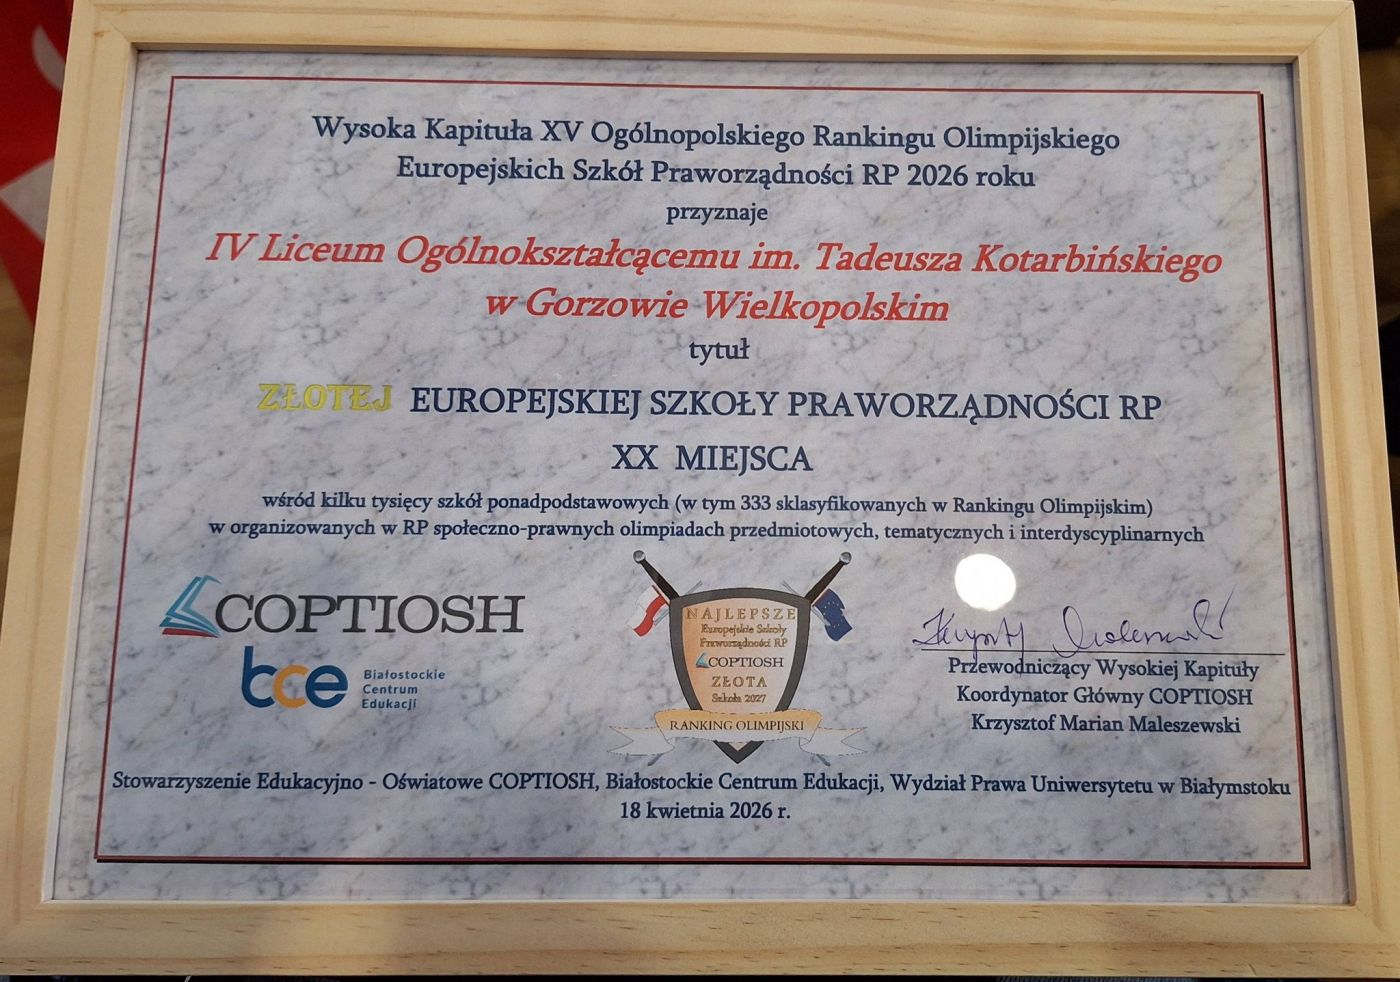 Wysoka Kapituła XV Ogólnopolskiego Rankingu Olimpijskiego
Europejskich Szkół Praworządności RP 2026 roku
przyznaje
IV Liceum Ogólnokształcącemu im. Tadeusza Kotarbińskiego
w Gorzowie Wielkopolskim
tytuł
ZŁOTEJ EUROPEJSKIEJ SZKOŁY PRAWORZĄDNOŚCI RP
XX MIEJSCA
wśród kilku tysięcy szkół ponadpodstawowych (w tym 333 sklasyfikowanych w Rankingu Olimpijskim)
w organizowanych w RP społeczno-prawnych olimpiadach przedmiotowych, tematycznych i interdyscyplinarnych
COPTIOSH
bce
Białostockie
Centrum
Edukacji
NAJLEPSZE
Europejskie Szkoły
Praworządności RP
COPTIOSH
ZŁOTA
Szkoła 2027
RANKING OLIMPIJSKI
Krzysztof Maleszewski
Przewodniczący Wysokiej Kapituły
Koordynator Główny COPTIOSH
Krzysztof Marian Maleszewski
Stowarzyszenie Edukacyjno - Oświatowe COPTIOSH, Białostockie Centrum Edukacji, Wydział Prawa Uniwersytetu w Białymstoku
18 kwietnia 2026 r.